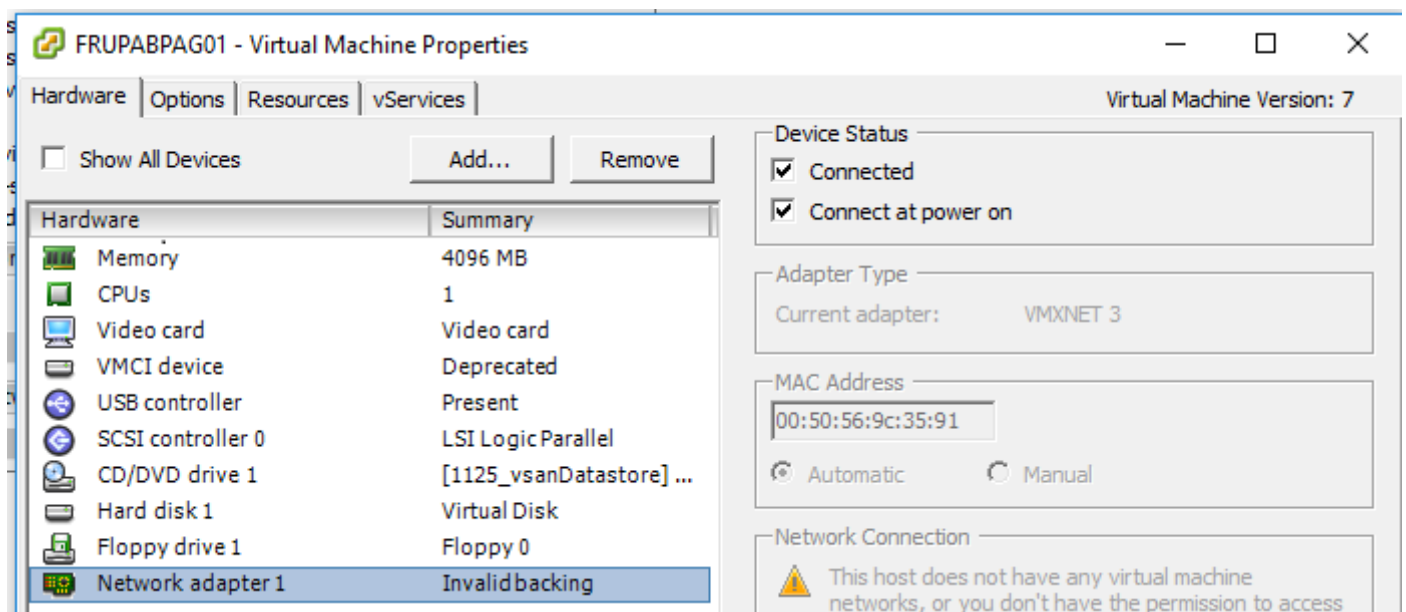 FRUPABPAG01 - Virtual Machine Properties
Hardware Options Resources vServices Virtual Machine Version: 7
Show All Devices Add... Remove
Hardware Summary
Memory 4096 MB
CPUs 1
Video card Video card
VMCI device Deprecated
USB controller Present
SCSI controller 0 LSI Logic Parallel
CD/DVD drive 1 [1125_vsanDatastore] ...
Hard disk 1 Virtual Disk
Floppy drive 1 Floppy 0
Network adapter 1 Invalid backing
Device Status
Connected
Connect at power on
Adapter Type
Current adapter: VMXNET 3
MAC Address
00:50:56:9c:35:91
Automatic Manual
Network Connection
This host does not have any virtual machine
networks, or you don't have the permission to access